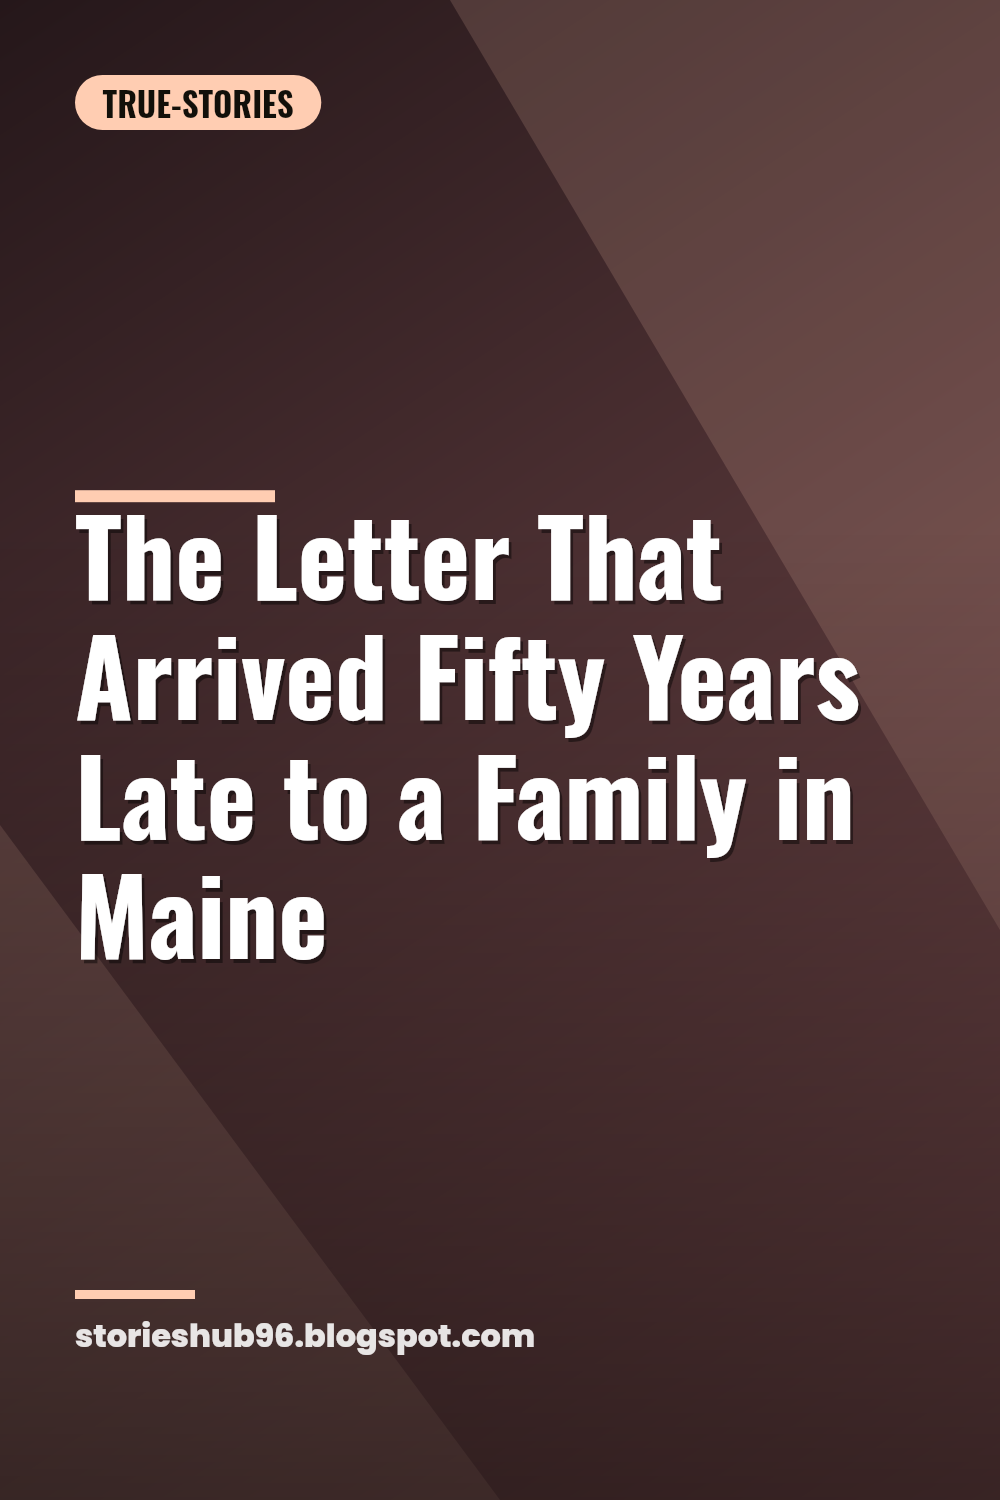 TRUE-STORIES
The Letter That
Arrived Fifty Years
Late to a Family in
Maine
storieshub96.blogspot.com